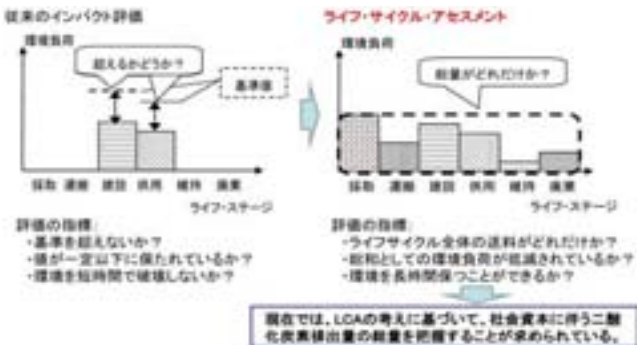 従来のインパクト評価
環境負荷
超えるかどうか？
基準値
採取 運搬 建設 供用 維持 廃棄
ライフ・ステージ
評価の指標:
・基準を超えないか？
・値が一定以下に保たれているか？
・環境を短時間で破壊しないか？
ライフ・サイクル・アセスメント
環境負荷
総量がどれだけか？
採取 運搬 建設 供用 維持 廃棄
ライフ・ステージ
評価の指標:
・ライフサイクル全体の送料がどれだけか？
・総和としての環境負荷が低減されているか？
・環境を長時間保つことができるか？
現在では、LCAの考えに基づいて、社会資本に伴う二酸
化炭素排出量の総量を把握することが求められている。